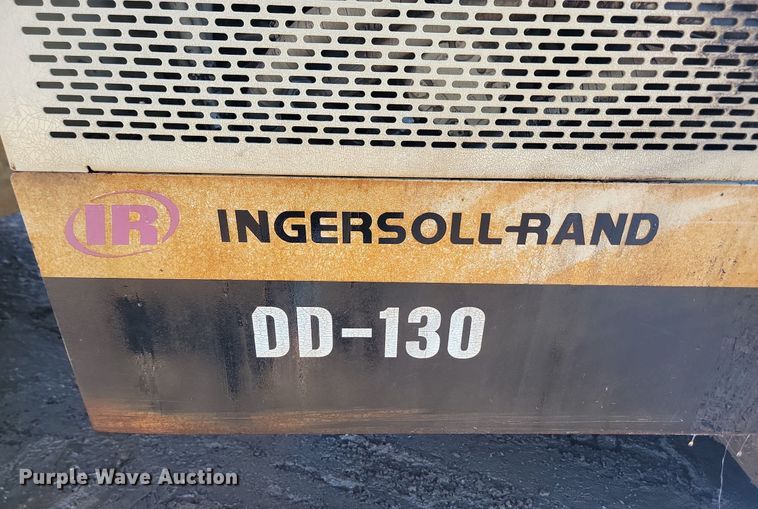 IR INGERSOLL-RAND
DD-130
Purple Wave Auction